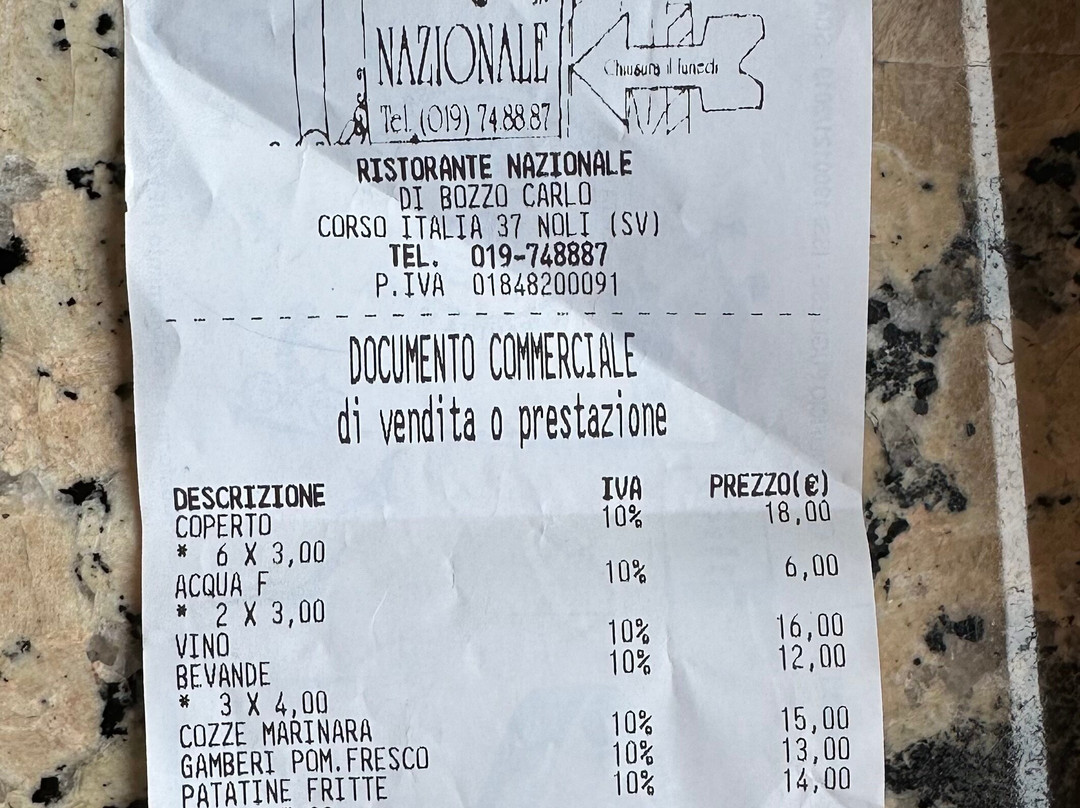 NAZIONALE
Chiusura il lunedi
Tel. (019) 74.88.87
RISTORANTE NAZIONALE
DI BOZZO CARLO
CORSO ITALIA 37 NOLI (SV)
TEL. 019-748887
P.IVA 01848200091
DOCUMENTO COMMERCIALE
di vendita o prestazione
DESCRIZIONE IVA PREZZO(€)
COPERTO 10% 18,00
* 6 X 3,00
ACQUA F 10% 6,00
* 2 X 3,00
VINO 10% 16,00
BEVANDE 10% 12,00
* 3 X 4,00
COZZE MARINARA 10% 15,00
GAMBERI POM.FRESCO 10% 13,00
PATATINE FRITTE 10% 14,00